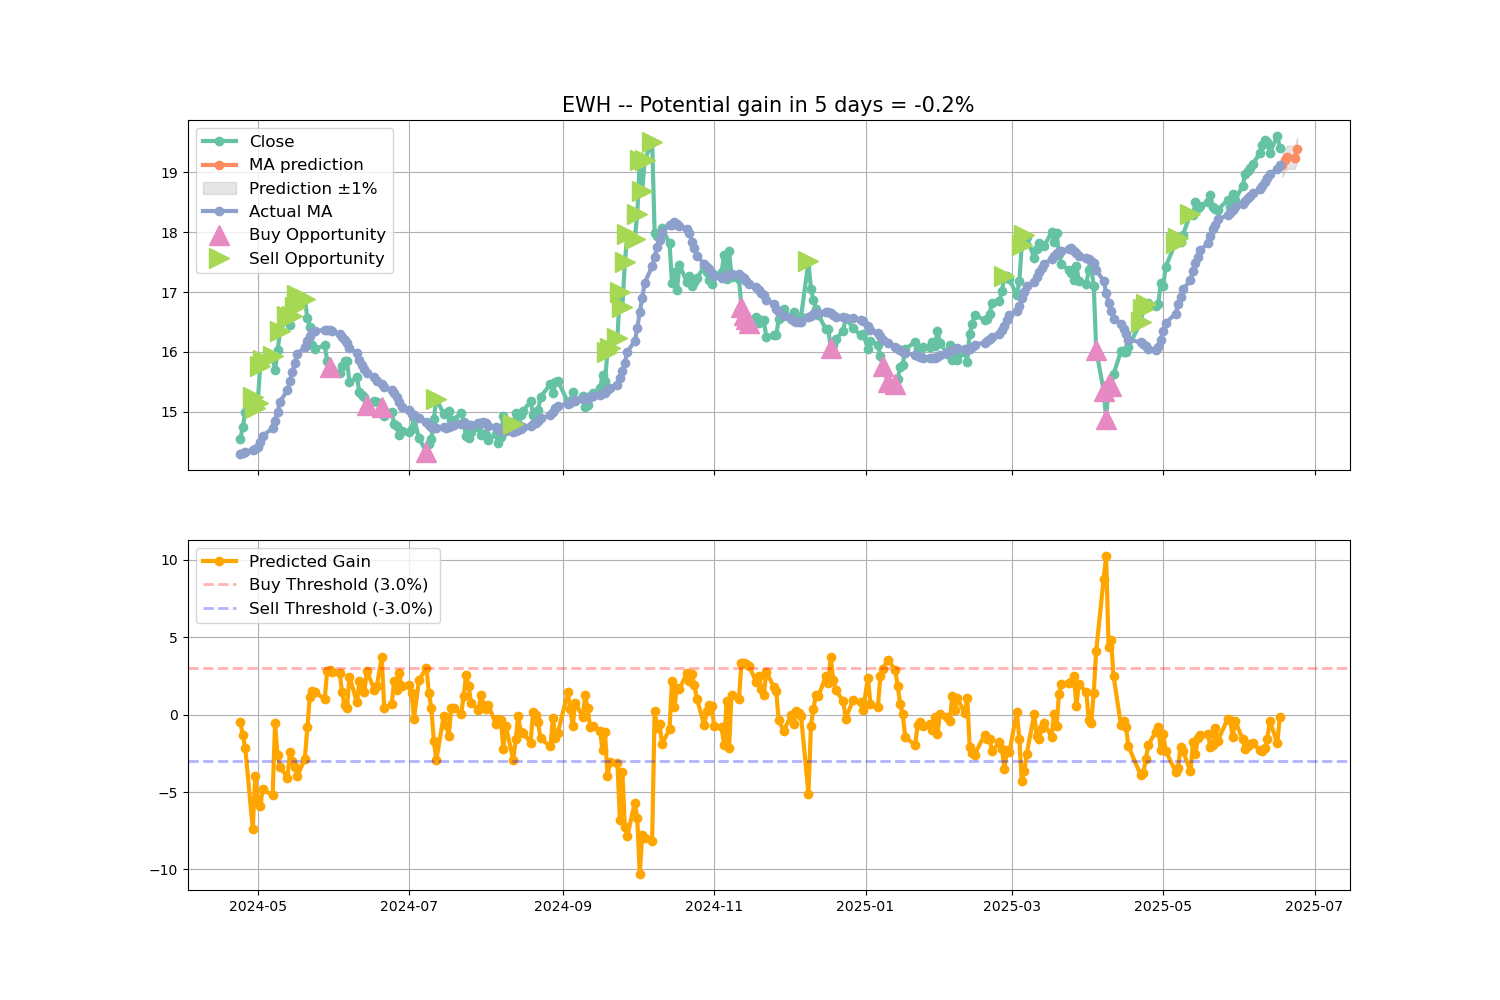 EWH -- Potential gain in 5 days = -0.2%
Close
MA prediction
Prediction ±1%
Actual MA
Buy Opportunity
Sell Opportunity
19
18
17
16
15
Predicted Gain
Buy Threshold (3.0%)
Sell Threshold (-3.0%)
10
5
0
−5
−10
2024-05 2024-07 2024-09 2024-11 2025-01 2025-03 2025-05 2025-07